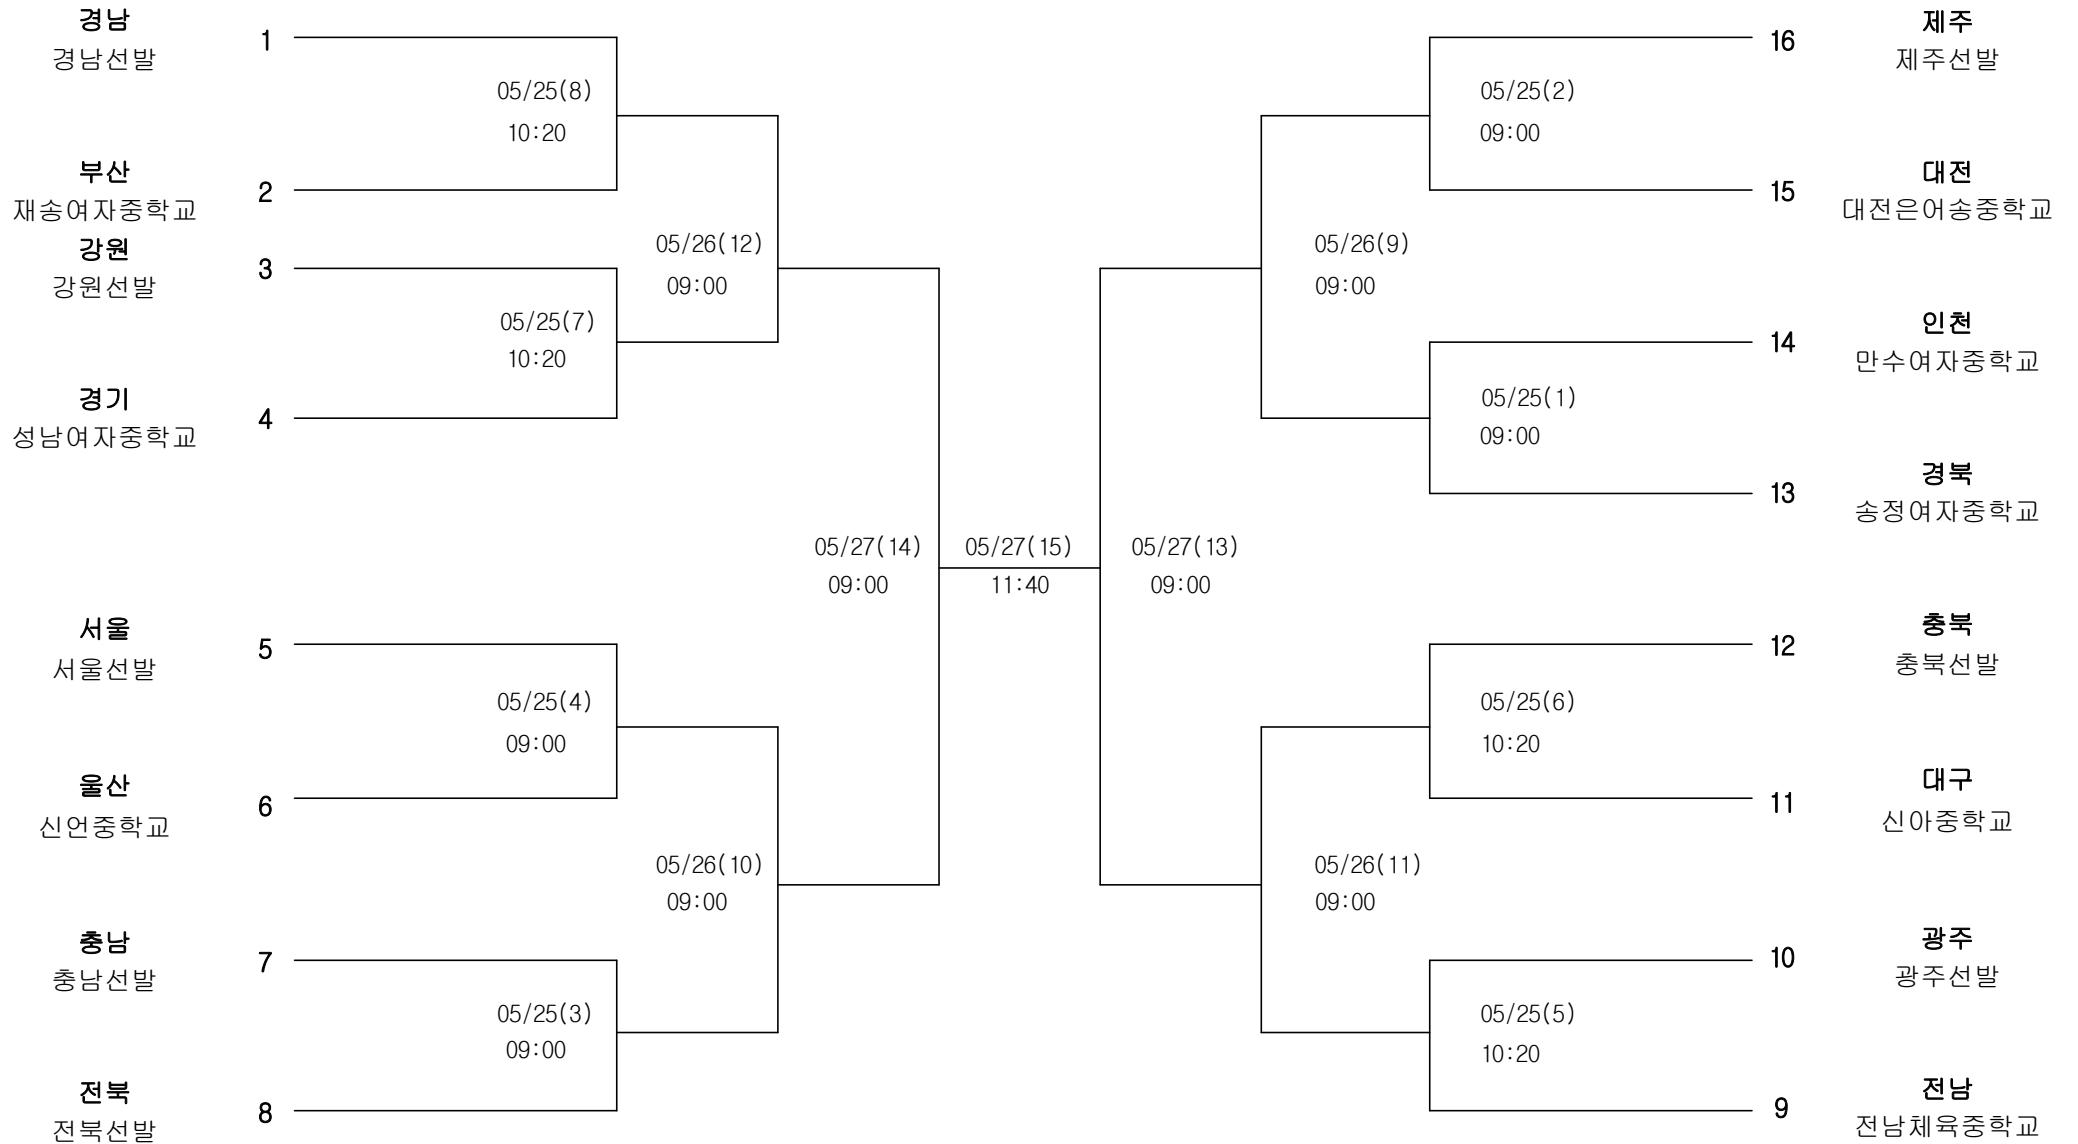 경남
경남선발
1
05/25(8)
10:20
부산
재송여자중학교
2
강원
강원선발
3
05/26(12)
09:00
05/25(7)
10:20
경기
성남여자중학교
4
서울
서울선발
5
05/25(4)
09:00
울산
신언중학교
6
05/26(10)
09:00
충남
충남선발
7
05/25(3)
09:00
전북
전북선발
8
05/27(14)
09:00
05/27(15)
11:40
05/27(13)
09:00
16
제주
제주선발
05/25(2)
09:00
15
대전
대전은어송중학교
05/26(9)
09:00
14
인천
만수여자중학교
05/25(1)
09:00
13
경북
송정여자중학교
12
충북
충북선발
05/25(6)
10:20
11
대구
신아중학교
05/26(11)
09:00
10
광주
광주선발
05/25(5)
10:20
9
전남
전남체육중학교